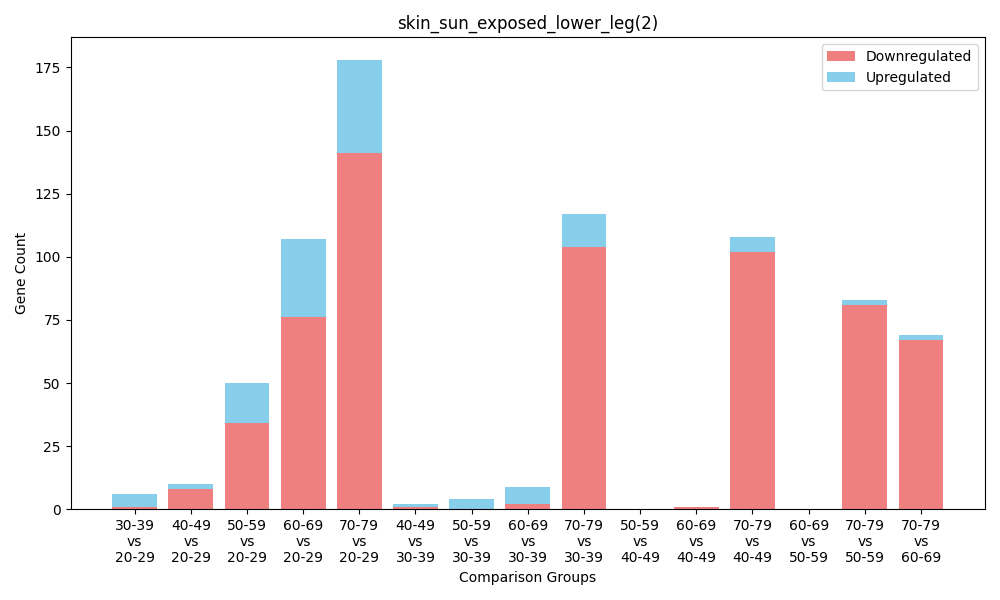 skin_sun_exposed_lower_leg(2)
Downregulated
Upregulated
Gene Count
175
150
125
100
75
50
25
0
30-39
vs
20-29
40-49
vs
20-29
50-59
vs
20-29
60-69
vs
20-29
70-79
vs
20-29
40-49
vs
30-39
50-59
vs
30-39
60-69
vs
30-39
70-79
vs
30-39
50-59
vs
40-49
60-69
vs
40-49
70-79
vs
40-49
60-69
vs
50-59
70-79
vs
50-59
70-79
vs
60-69
Comparison Groups